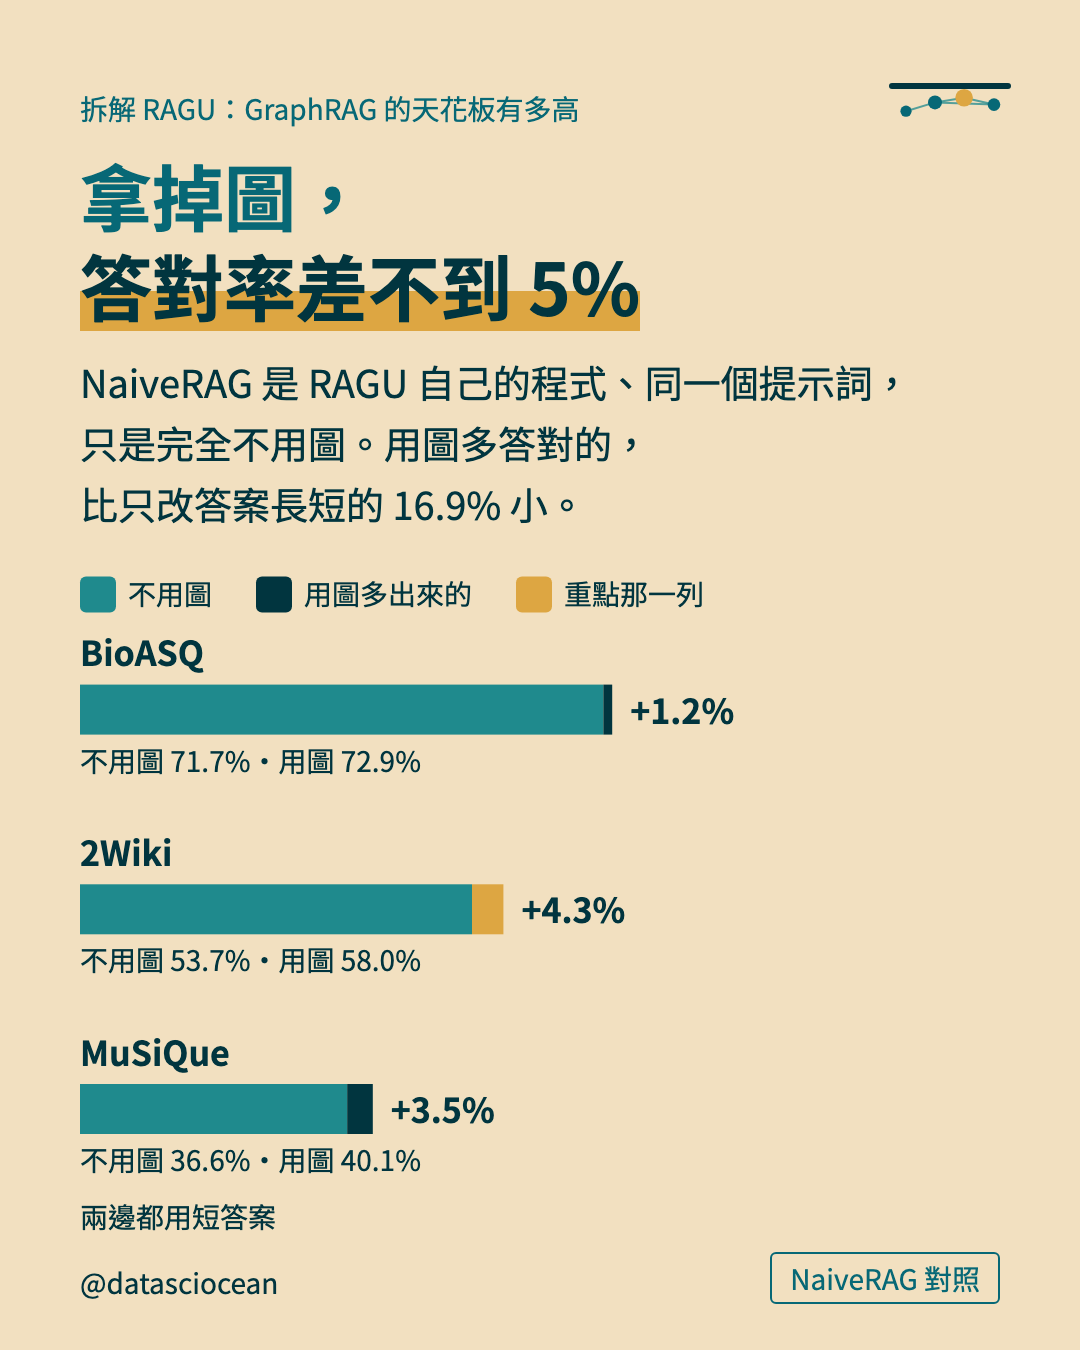 拆解 RAGU：GraphRAG 的天花板有多高
拿掉圖，
答對率差不到 5%
NaiveRAG 是 RAGU 自己的程式、同一個提示詞，
只是完全不用圖。用圖多答對的，
比只改答案長短的 16.9% 小。
不用圖 用圖多出來的 重點那一列
BioASQ
+1.2%
不用圖 71.7%・用圖 72.9%
2Wiki
+4.3%
不用圖 53.7%・用圖 58.0%
MuSiQue
+3.5%
不用圖 36.6%・用圖 40.1%
兩邊都用短答案
@datasciocean
NaiveRAG 對照